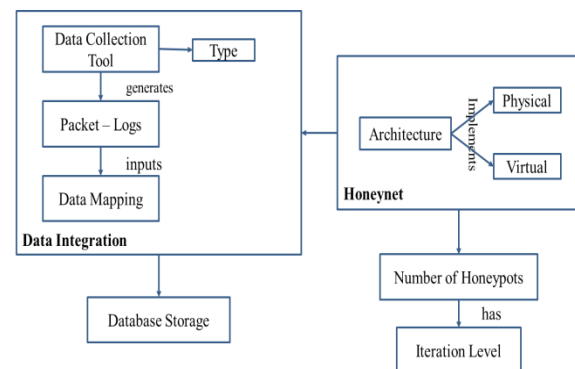 Data Collection
Tool
Type
generates
Packet – Logs
inputs
Data Mapping
Data Integration
Database Storage
Architecture
Implements
Physical
Virtual
Honeynet
Number of Honeypots
has
Iteration Level